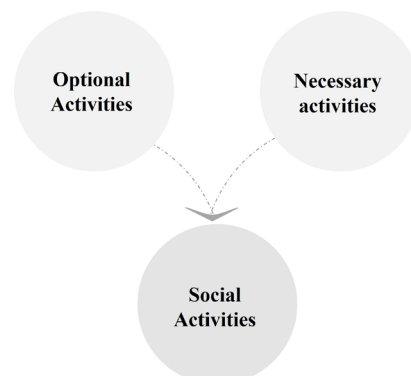 Optional
Activities
Necessary
activities
Social
Activities